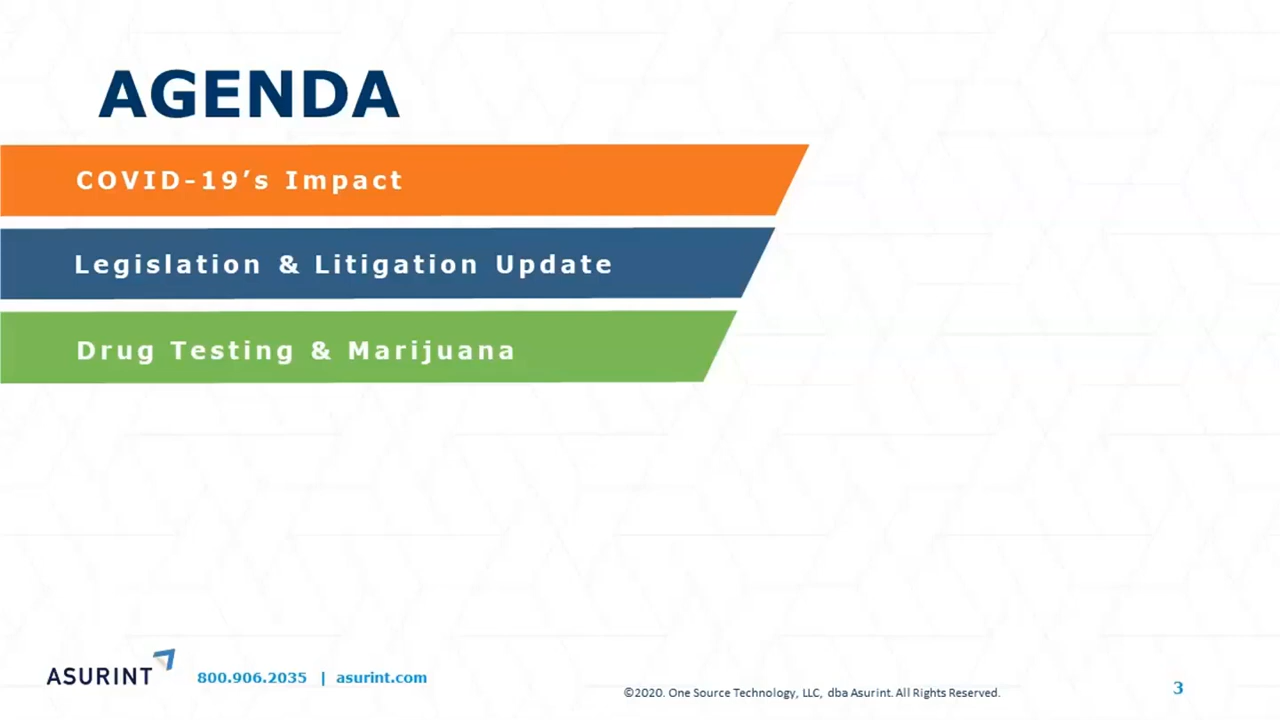 AGENDA
COVID-19’s Impact
Legislation & Litigation Update
Drug Testing & Marijuana
ASURINT
800.906.2035 | asurint.com
©2020. One Source Technology, LLC, dba Asurint. All Rights Reserved.
3